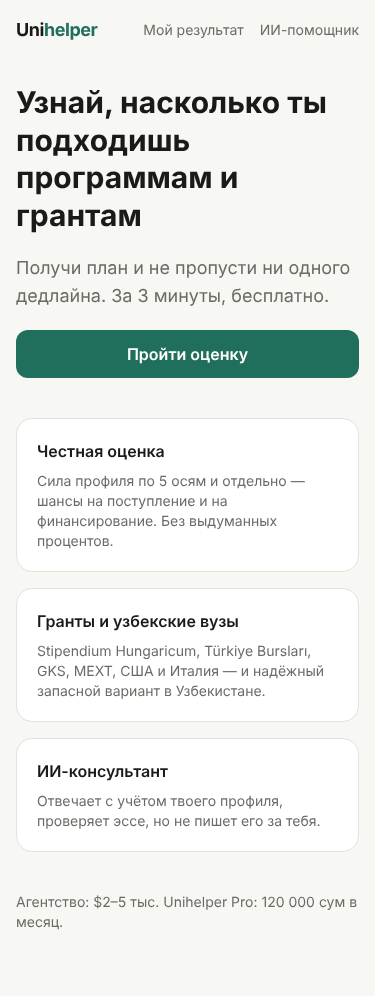 Unihelper Мой результат ИИ-помощник
Узнай, насколько ты
подходишь
программам и
грантам
Получи план и не пропусти ни одного
дедлайна. За 3 минуты, бесплатно.
Пройти оценку
Честная оценка
Сила профиля по 5 осям и отдельно —
шансы на поступление и на
финансирование. Без выдуманных
процентов.
Гранты и узбекские вузы
Stipendium Hungaricum, Türkiye Bursları,
GKS, MEXT, США и Италия — и надёжный
запасной вариант в Узбекистане.
ИИ-консультант
Отвечает с учётом твоего профиля,
проверяет эссе, но не пишет его за тебя.
Агентство: $2–5 тыс. Unihelper Pro: 120 000 сум в
месяц.